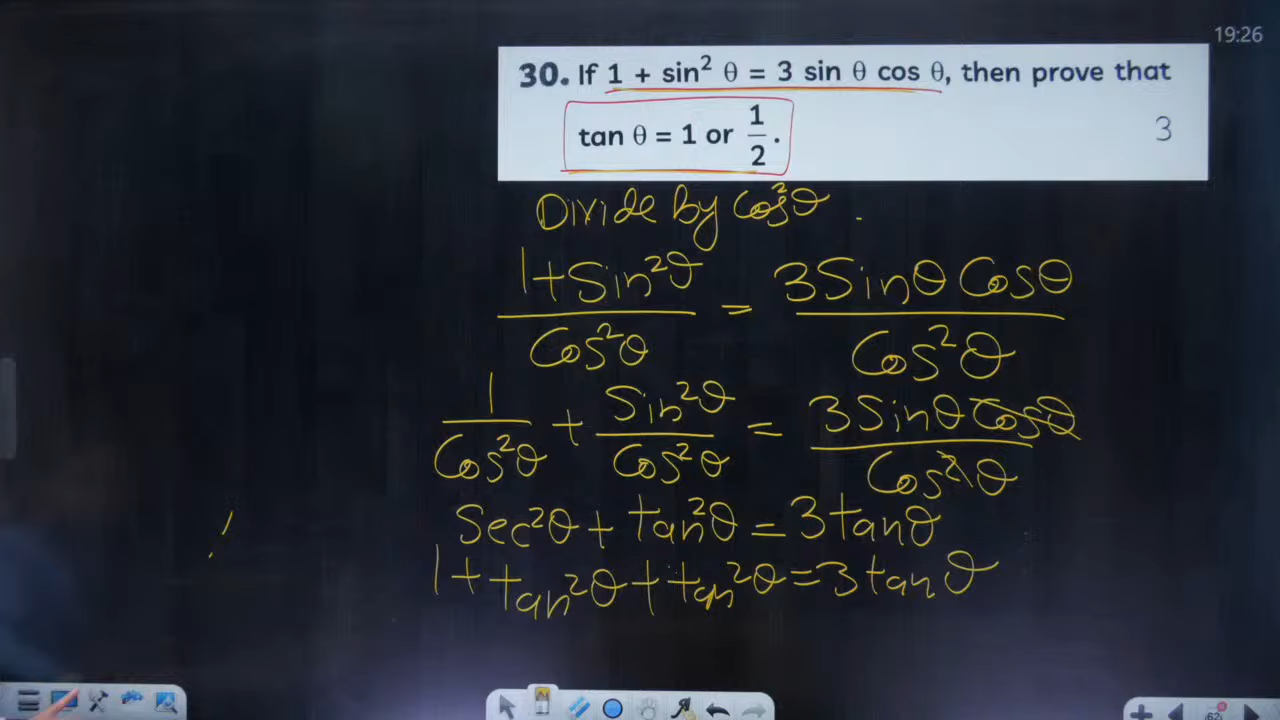 19:26
30. If 1 + sin² θ = 3 sin θ cos θ, then prove that
tan θ = 1 or 1/2.
3
Divide By Cos²θ .
1+Sin²θ / Cos²θ = 3Sinθ Cosθ / Cos²θ
1/Cos²θ + Sin²θ/Cos²θ = 3Sinθ Cosθ / Cos²θ
Sec²θ + tan²θ = 3tanθ
1+tan²θ+tan²θ=3tanθ
62